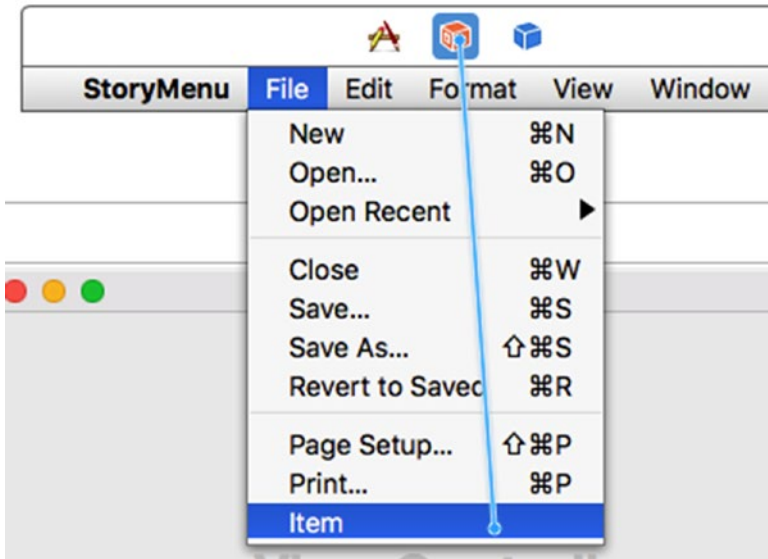 StoryMenu File Edit Format View Window
New ⌘N
Open... ⌘O
Open Recent ▶
Close ⌘W
Save... ⌘S
Save As... ⇧⌘S
Revert to Saved ⌘R
Page Setup... ⇧⌘P
Print... ⌘P
Item